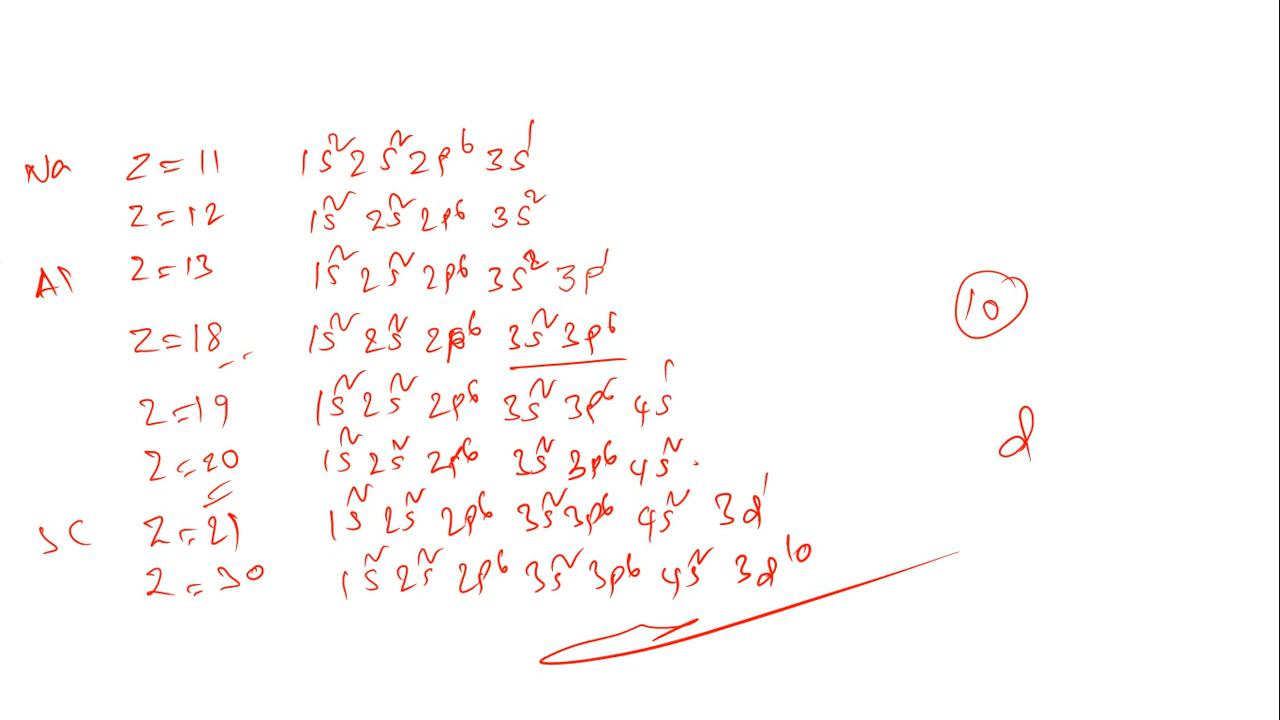 Na Z = 11 1s² 2s² 2p⁶ 3s¹
Z = 12 1s² 2s² 2p⁶ 3s²
Al Z = 13 1s² 2s² 2p⁶ 3s² 3p¹
Z = 18 1s² 2s² 2p⁶ 3s² 3p⁶
10
Z = 19 1s² 2s² 2p⁶ 3s² 3p⁶ 4s¹
Z = 20 1s² 2s² 2p⁶ 3s² 3p⁶ 4s²
d
Sc Z = 21 1s² 2s² 2p⁶ 3s² 3p⁶ 4s² 3d¹
Z = 30 1s² 2s² 2p⁶ 3s² 3p⁶ 4s² 3d¹⁰